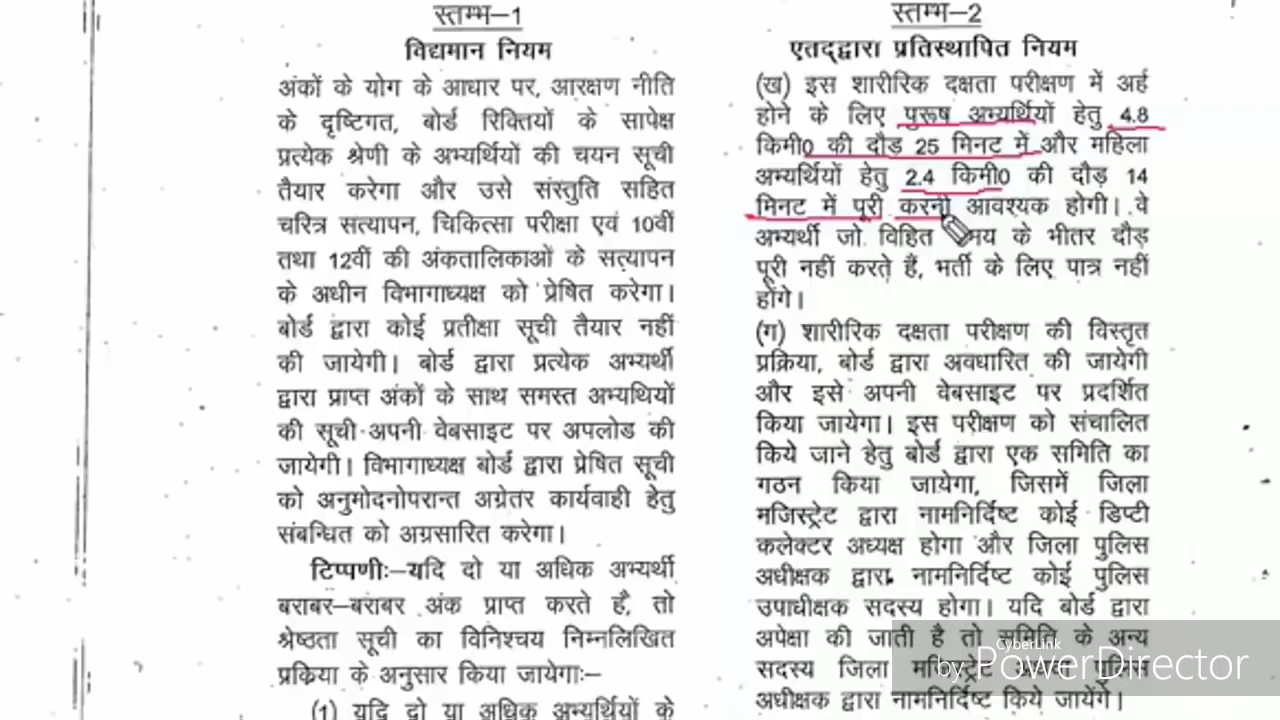 स्तम्भ–1
विद्यमान नियम
अंकों के योग के आधार पर, आरक्षण नीति
के दृष्टिगत, बोर्ड रिक्तियों के सापेक्ष
प्रत्येक श्रेणी के अभ्यर्थियों की चयन सूची
तैयार करेगा और उसे संस्तुति सहित
चरित्र सत्यापन, चिकित्सा परीक्षा एवं 10वीं
तथा 12वीं की अंकतालिकाओं के सत्यापन
के अधीन विभागाध्यक्ष को प्रेषित करेगा।
बोर्ड द्वारा कोई प्रतीक्षा सूची तैयार नहीं
की जायेगी। बोर्ड द्वारा प्रत्येक अभ्यर्थी
द्वारा प्राप्त अंकों के साथ समस्त अभ्यथियों
की सूची अपनी वेबसाइट पर अपलोड की
जायेगी। विभागाध्यक्ष बोर्ड द्वारा प्रेषित सूची
को अनुमोदनोपरान्त अग्रेतर कार्यवाही हेतु
संबन्धित को अग्रसारित करेगा।
टिप्पणीः–यदि दो या अधिक अभ्यर्थी
बराबर–बराबर अंक प्राप्त करते है, तो
श्रेष्ठता सूची का विनिश्चय निम्नलिखित
प्रकिया के अनुसार किया जायेगाः–
(1) यदि दो या अधिक अभ्यर्थियों के
स्तम्भ–2
एतद्द्वारा प्रतिस्थापित नियम
(ख) इस शारीरिक दक्षता परीक्षण में अर्ह
होने के लिए पुरूष अभ्यर्थियों हेतु 4.8
किमी0 की दौड़ 25 मिनट में और महिला
अभ्यर्थियों हेतु 2.4 किमी0 की दौड़ 14
मिनट में पूरी करनी आवश्यक होगी। वे
अभ्यर्थी जो विहित मय के भीतर दौड़
पूरी नहीं करते हैं, भर्ती के लिए पात्र नहीं
होंगे।
(ग) शारीरिक दक्षता परीक्षण की विस्तृत
प्रक्रिया, बोर्ड द्वारा अवधारित की जायेगी
और इसे अपनी वेबसाइट पर प्रदर्शित
किया जायेगा। इस परीक्षण को संचालित
किये जाने हेतु बोर्ड द्वारा एक समिति का
गठन किया जायेगा, जिसमें जिला
मजिस्ट्रेट द्वारा नामनिर्दिष्ट कोई डिप्टी
कलेक्टर अध्यक्ष होगा और जिला पुलिस
अधीक्षक द्वारा नामनिर्दिष्ट कोई पुलिस
उपाधीक्षक सदस्य होगा। यदि बोर्ड द्वारा
अपेक्षा की जाती है तो समिति के अन्य
सदस्य जिला मजिस्ट्रेट अथवा पुलिस
अधीक्षक द्वारा नामनिर्दिष्ट किये जायेंगे।
CyberLink
by PowerDirector